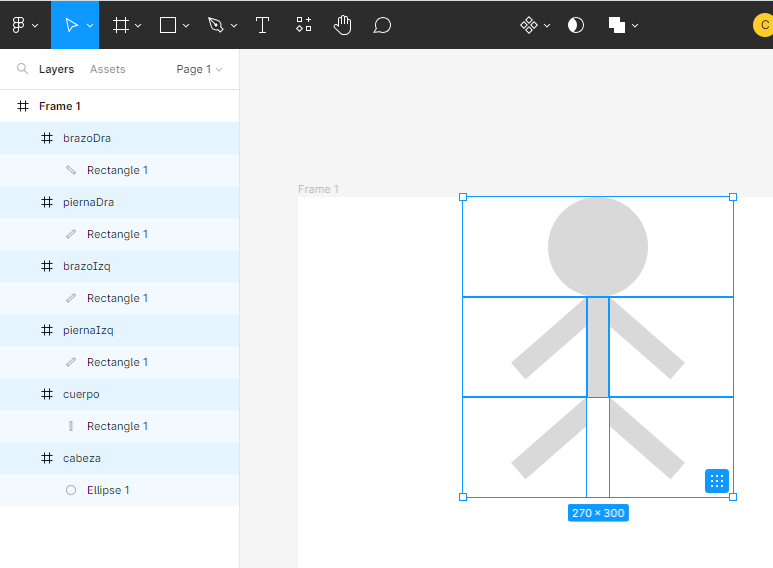 C
Layers Assets Page 1
Frame 1
brazoDra
Rectangle 1
piernaDra
Rectangle 1
brazoIzq
Rectangle 1
piernaIzq
Rectangle 1
cuerpo
Rectangle 1
cabeza
Ellipse 1
Frame 1
270 × 300